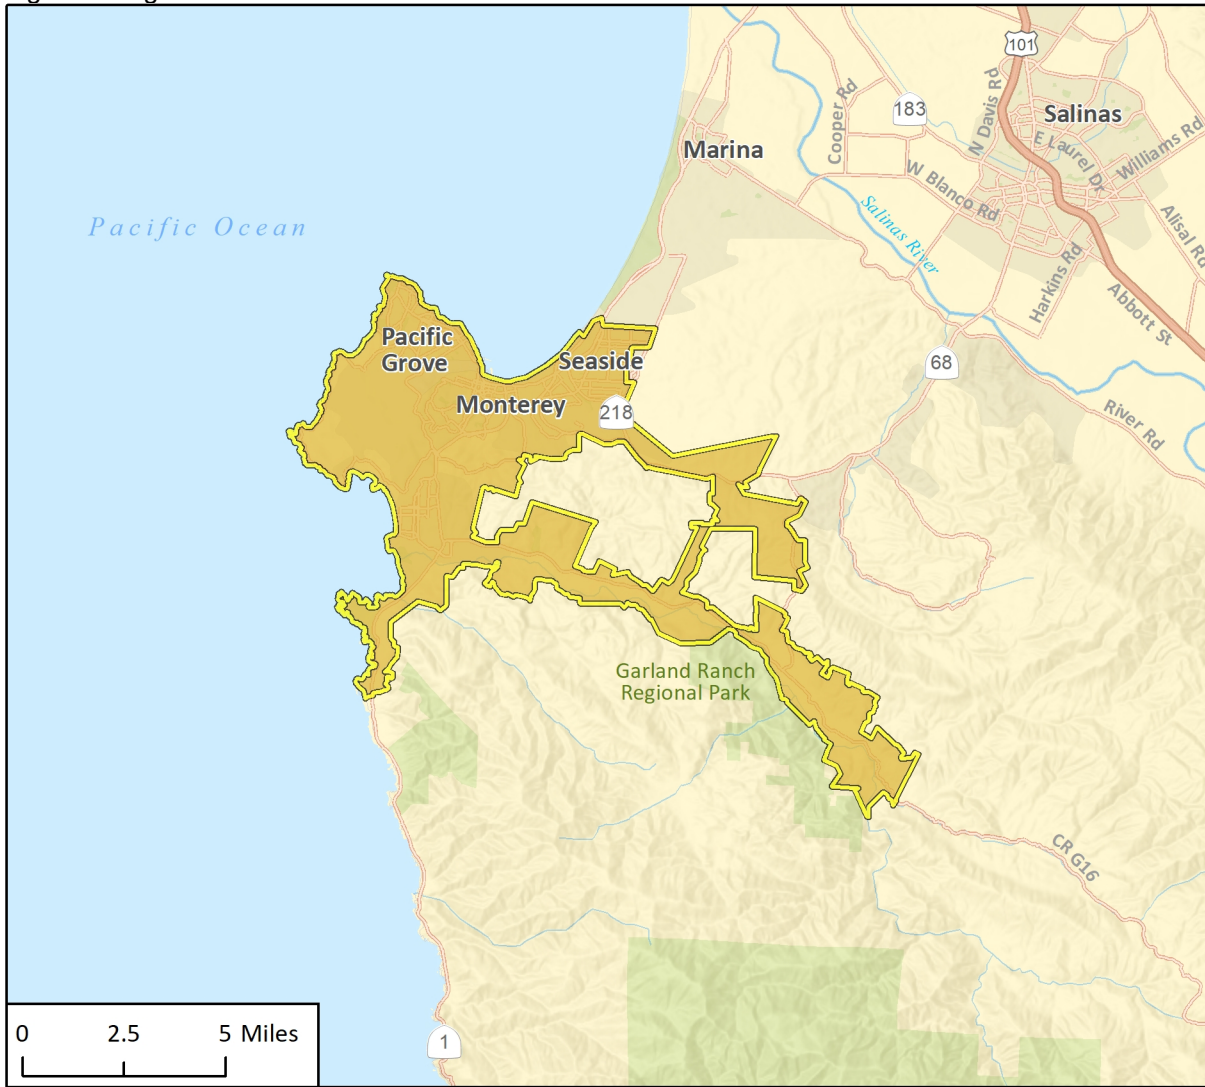 101
Salinas
183
N Davis Rd
Cooper Rd
E Laurel Dr
Williams Rd
Marina
W Blanco Rd
Salinas River
Alisal Rd
Pacific Ocean
Harkins Rd
Abbott St
Pacific
Grove
Seaside
68
Monterey
218
River Rd
Garland Ranch
Regional Park
CR G16
0 2.5 5 Miles
1